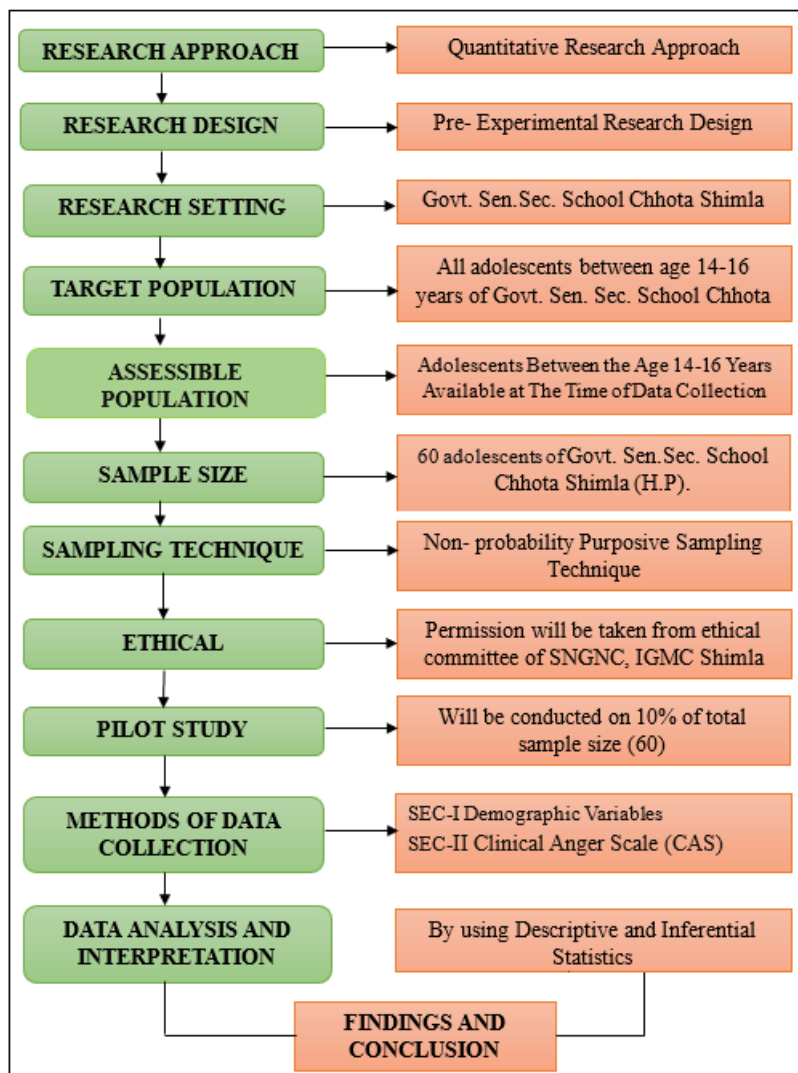 RESEARCH APPROACH
Quantitative Research Approach
RESEARCH DESIGN
Pre- Experimental Research Design
RESEARCH SETTING
Govt. Sen.Sec. School Chhota Shimla
TARGET POPULATION
All adolescents between age 14-16
years of Govt. Sen. Sec. School Chhota
ASSESSIBLE
POPULATION
Adolescents Between the Age 14-16 Years
Available at The Time of Data Collection
SAMPLE SIZE
60 adolescents of Govt. Sen.Sec. School
Chhota Shimla (H.P).
SAMPLING TECHNIQUE
Non- probability Purposive Sampling
Technique
ETHICAL
Permission will be taken from ethical
committee of SNGNC, IGMC Shimla
PILOT STUDY
Will be conducted on 10% of total
sample size (60)
METHODS OF DATA
COLLECTION
SEC-I Demographic Variables
SEC-II Clinical Anger Scale (CAS)
DATA ANALYSIS AND
INTERPRETATION
By using Descriptive and Inferential
Statistics
FINDINGS AND
CONCLUSION